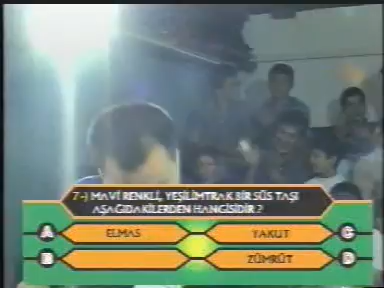 7-) MAVİ RENKLİ, YEŞİLİMTRAK BİR SÜS TAŞI
AŞAĞIDAKİLERDEN HANGİSİDİR ?
A ELMAS
C YAKUT
B
D ZÜMRÜT